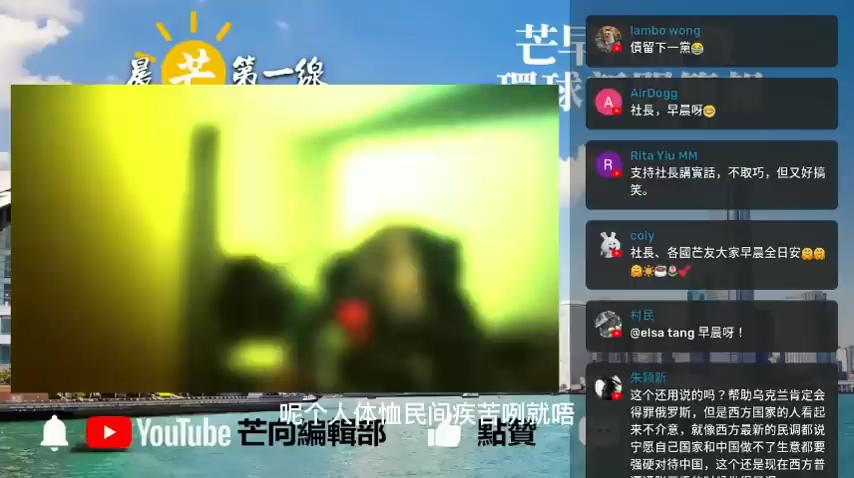 晨芒第一線
芒早
環球
lambo wong
債留下一黨😂
AirDogg
社長，早晨呀😊
Rita Yiu MM
支持社長講實話，不取巧，但又好搞
笑。
coly
社長、各國芒友大家早晨全日安🤗🤗
🤗☀️☕🌷💕
村民
@elsa tang 早晨呀！
朱穎新
这个还用说的吗？帮助乌克兰肯定会
得罪俄罗斯，但是西方国家的人看起
来不介意，就像西方最新的民调都说
宁愿自己国家和中国做不了生意都要
强硬对待中国，这个还是现在西方普
呢个人体恤民间疾苦咧就唔
YouTube 芒向編輯部
點贊